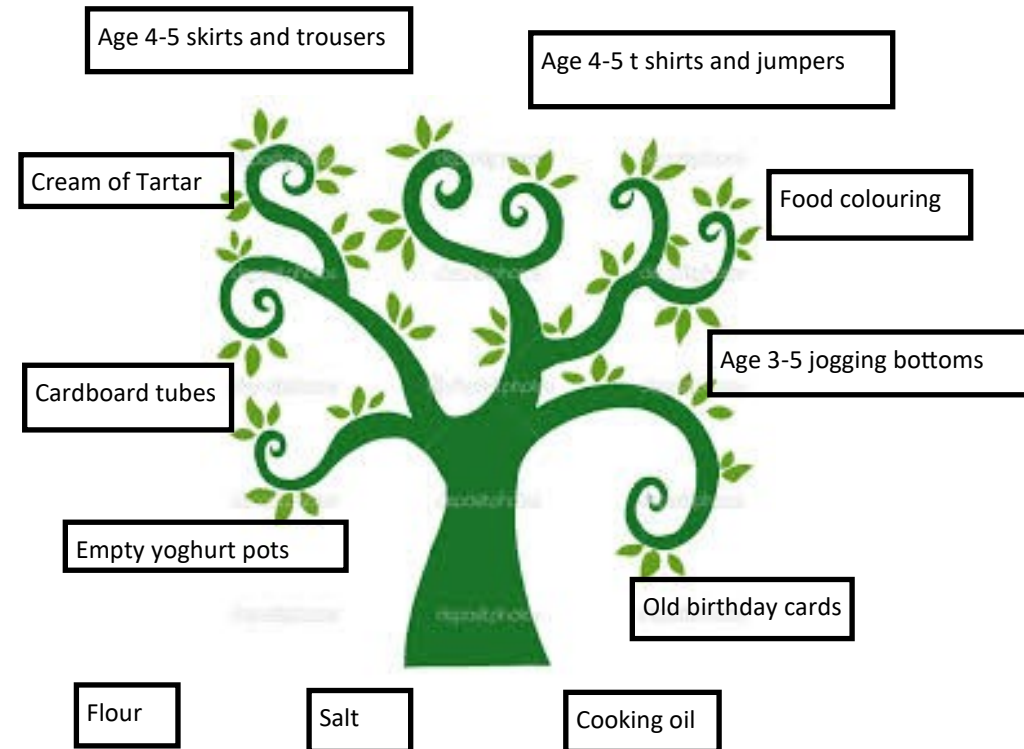 Age 4-5 skirts and trousers
Age 4-5 t shirts and jumpers
Cream of Tartar
Food colouring
Age 3-5 jogging bottoms
Cardboard tubes
Empty yoghurt pots
Old birthday cards
Flour
Salt
Cooking oil